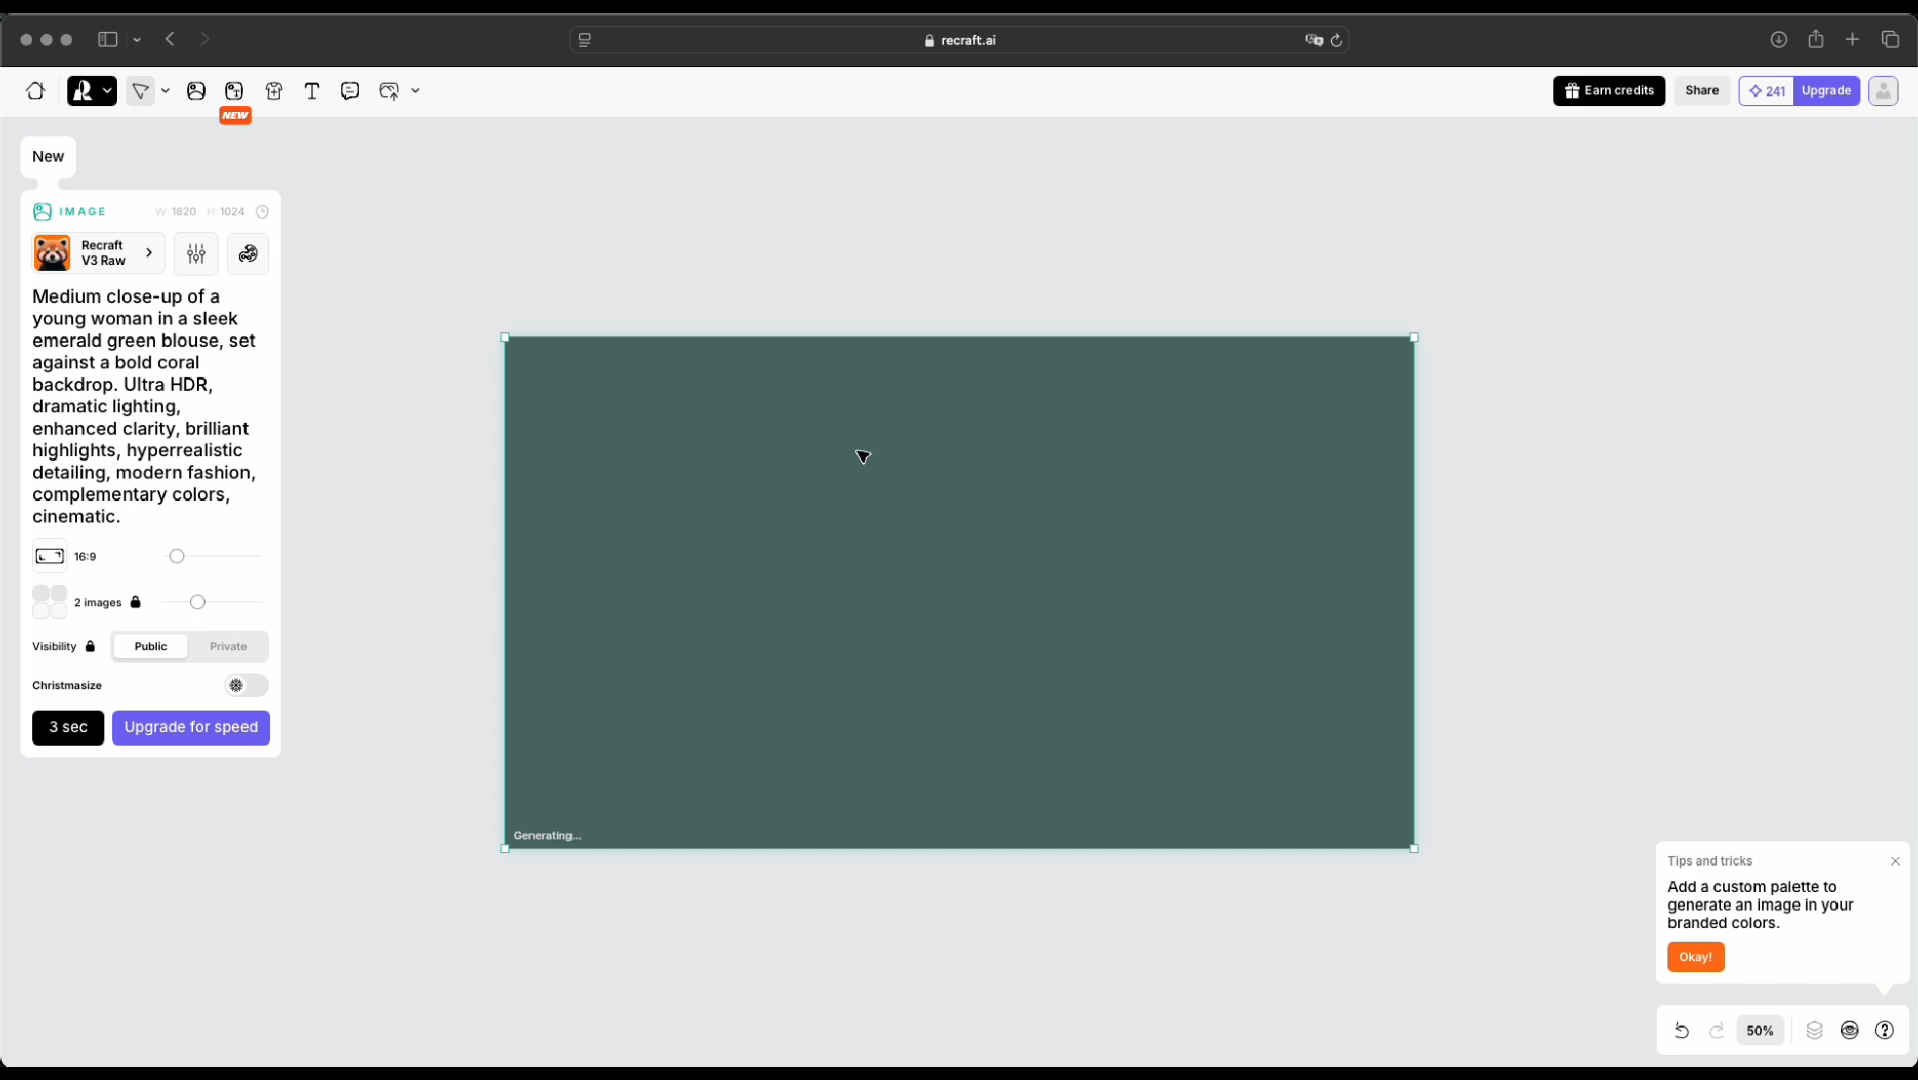 recraft.ai
NEW
Earn credits
Share
241
Upgrade
New
IMAGE
W: 1820 H: 1024
Recraft
V3 Raw
Medium close-up of a
young woman in a sleek
emerald green blouse, set
against a bold coral
backdrop. Ultra HDR,
dramatic lighting,
enhanced clarity, brilliant
highlights, hyperrealistic
detailing, modern fashion,
complementary colors,
cinematic.
16:9
2 images
Visibility
Public
Private
Christmasize
3 sec
Upgrade for speed
Generating...
Tips and tricks
Add a custom palette to
generate an image in your
branded colors.
Okay!
50%